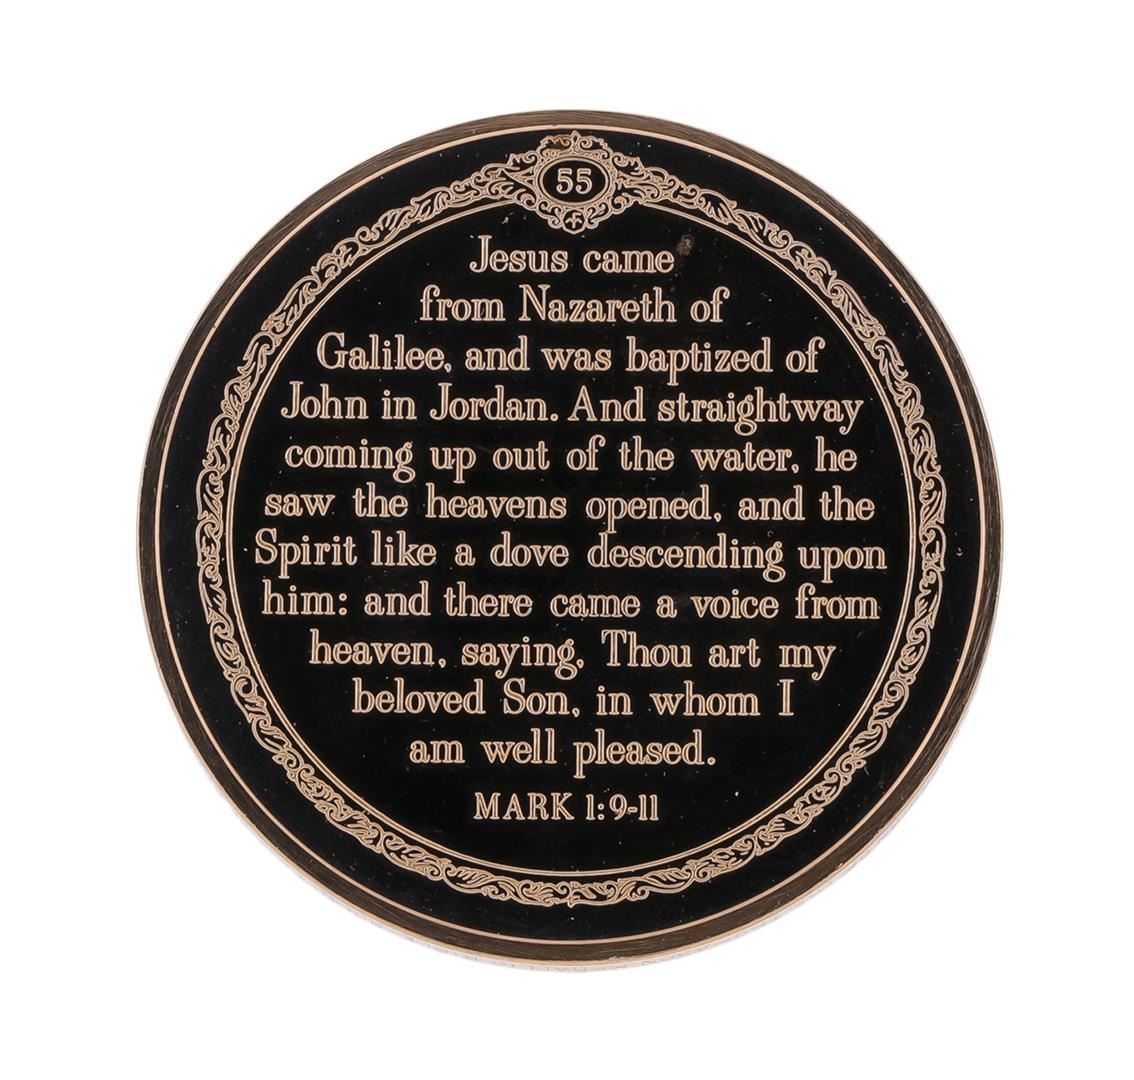 55
Jesus came
from Nazareth of
Galilee, and was baptized of
John in Jordan. And straightway
coming up out of the water, he
saw the heavens opened, and the
Spirit like a dove descending upon
him: and there came a voice from
heaven, saying, Thou art my
beloved Son, in whom I
am well pleased.
MARK 1:9-11